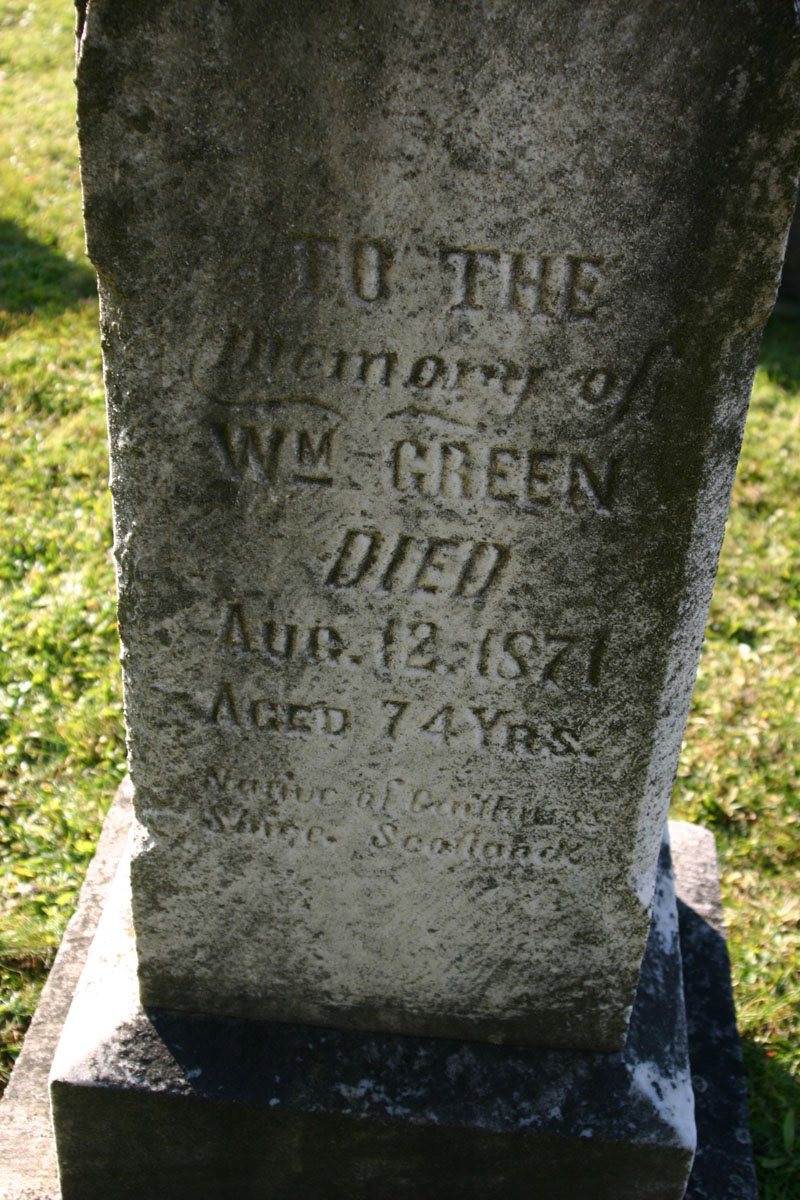 TO THE
Memory of
WM GREEN
DIED
AUG. 12. 1871
AGED 74 YRS.
Native of Caithness
Shire. Scotland